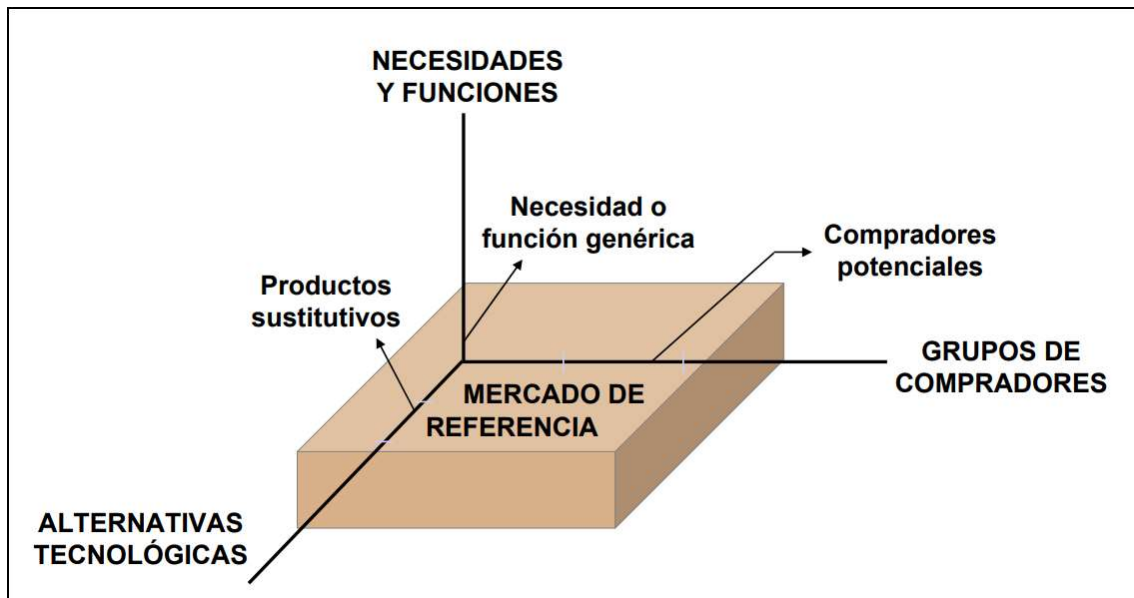 NECESIDADES
Y FUNCIONES
Necesidad o
función genérica
Compradores
potenciales
Productos
sustitutivos
GRUPOS DE
COMPRADORES
MERCADO DE
REFERENCIA
ALTERNATIVAS
TECNOLÓGICAS